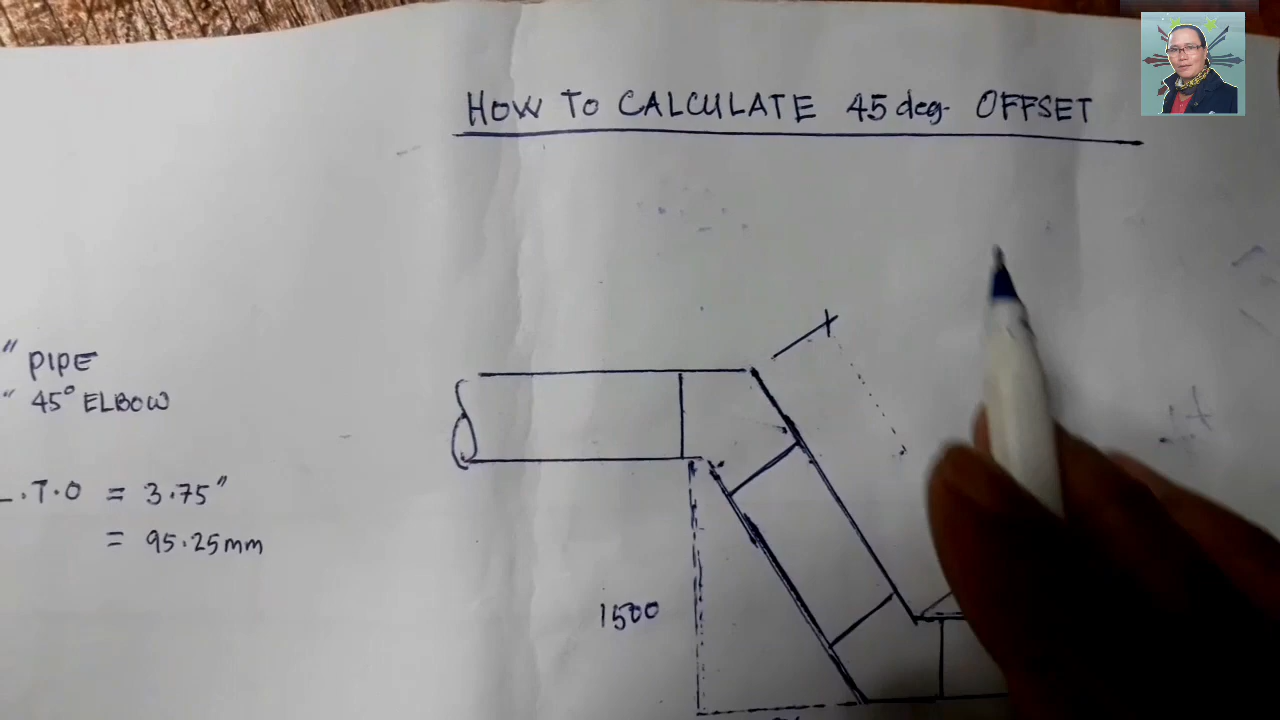 HOW TO CALCULATE 45 deg. OFFSET
" PIPE
" 45° ELBOW
L.T.O = 3.75"
= 95.25mm
1500